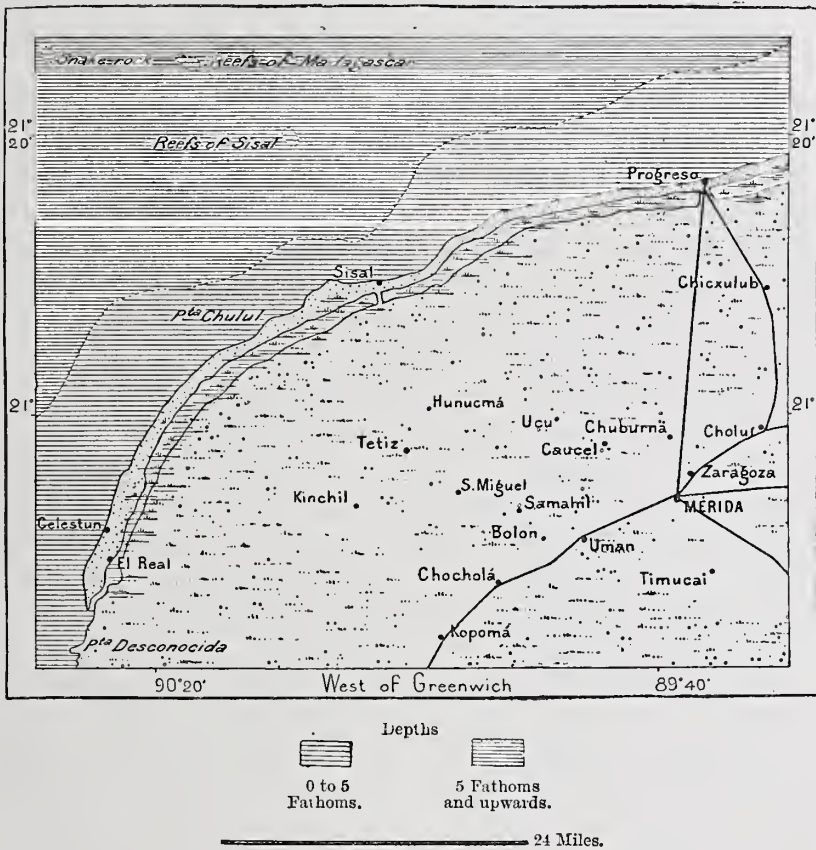 Snake-rock Reefs of Madagascar
21° 20'
21° 20'
Reefs of Sisal
Progreso
Sisal
Chicxulub
Pta Chulul
21°
21°
Hunucmá
Uçu
Chuburna
Cholul
Tetiz
Caucel
Zaragoza
Kinchil
S. Miguel
Samahil
MÉRIDA
Celestun
Bolon
Uman
El Real
Chocholá
Timucai
Kopomá
Pta Desconocida
90°20'
West of Greenwich
89°40'
Depths
0 to 5 Fathoms.
5 Fathoms and upwards.
24 Miles.